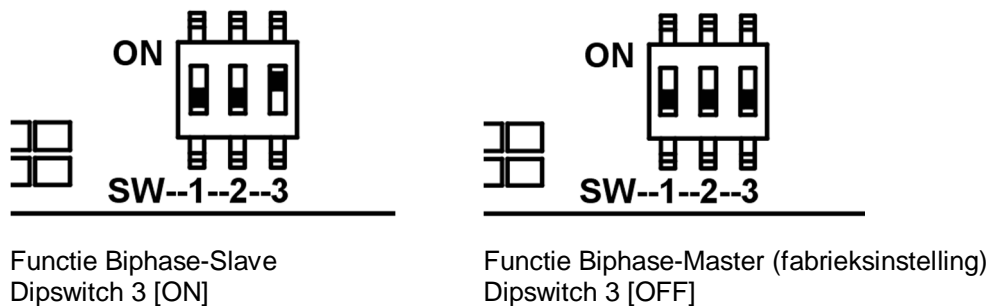 ON
SW--1--2--3
Functie Biphase-Slave
Dipswitch 3 [ON]
ON
SW--1--2--3
Functie Biphase-Master (fabrieksinstelling)
Dipswitch 3 [OFF]